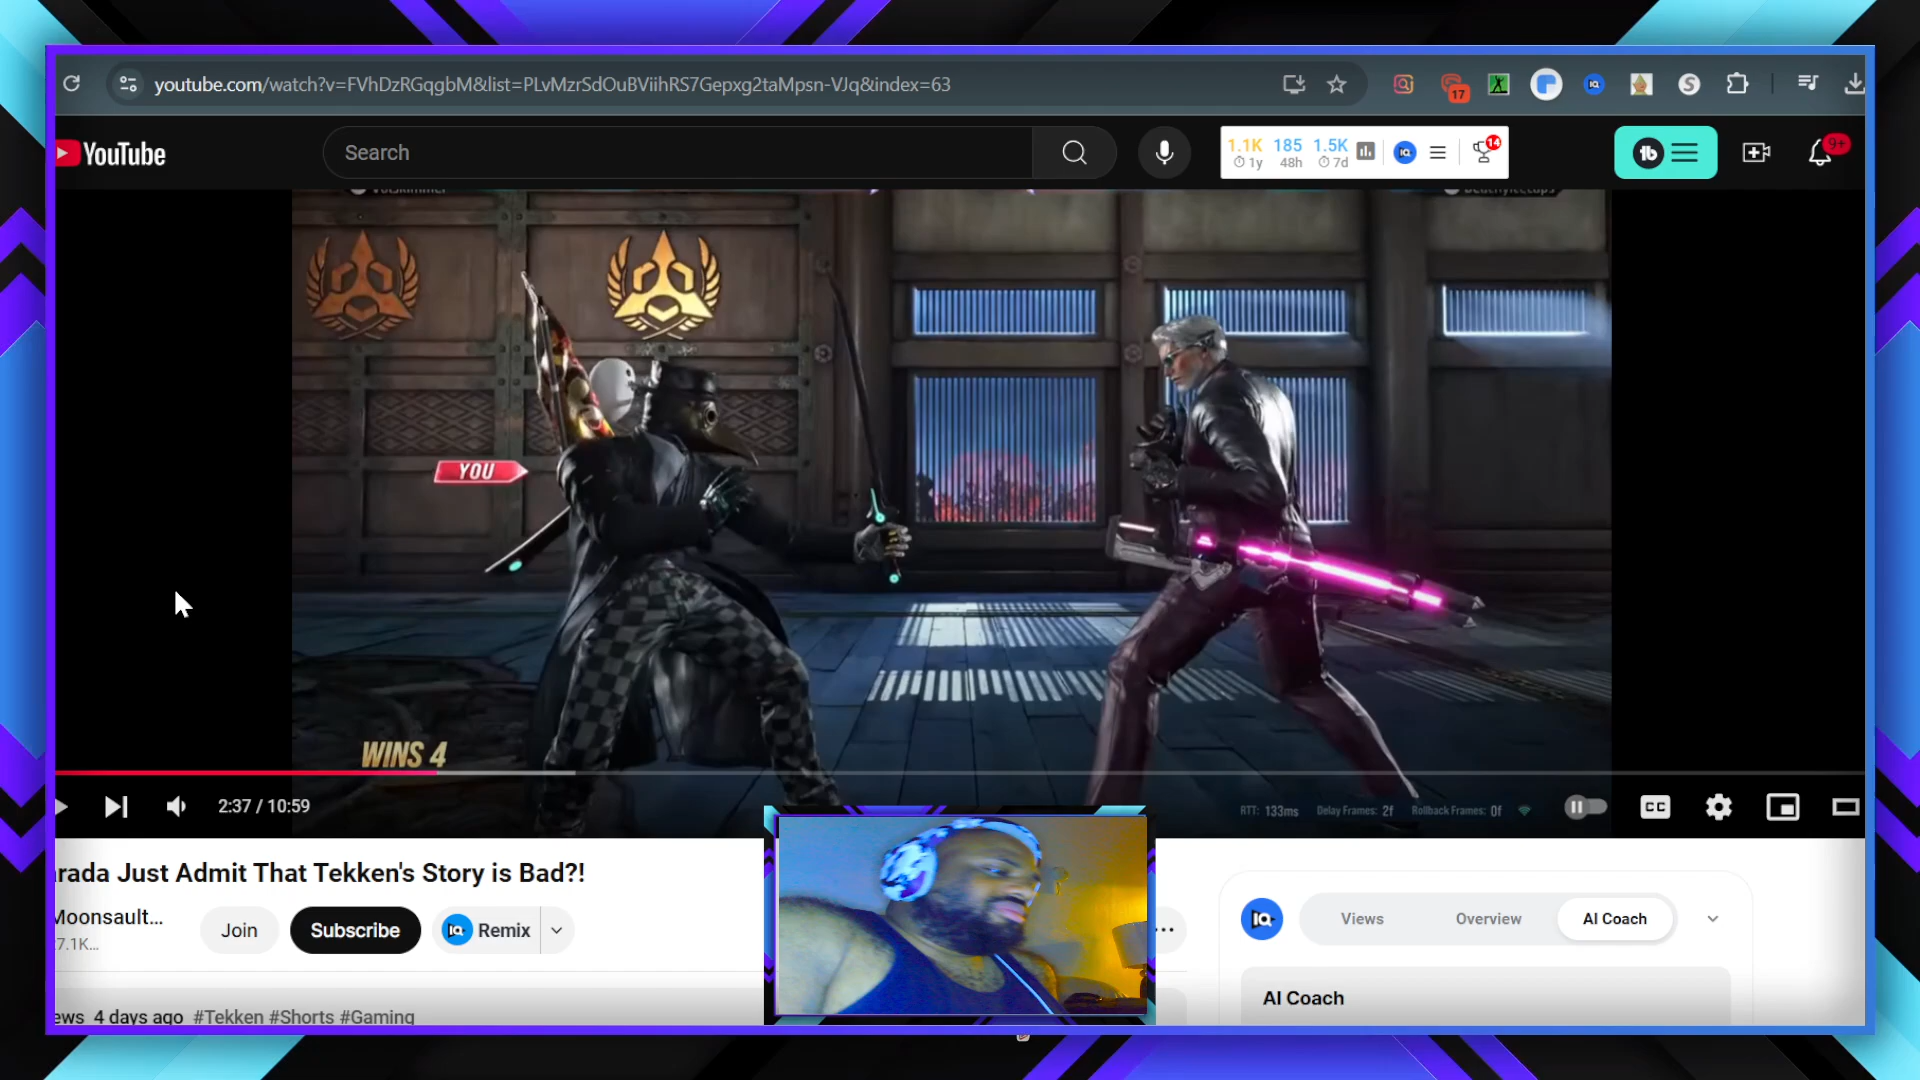 youtube.com/watch?v=FVhDzRGqgbM&list=PLvMzrSdOuBViihRS7Gepxg2taMpsn-VJq&index=63
17
YouTube
Search
1.1K 185 1.5K
1y 48h 7d
14
9+
YOU
WINS 4
2:37 / 10:59
RTT: 133ms Delay Frames: 2f Rollback Frames: 0f
CC
rada Just Admit That Tekken's Story is Bad?!
Moonsault...
7.1K...
Join
Subscribe
Remix
Views
Overview
AI Coach
AI Coach
ews 4 days ago #Tekken #Shorts #Gaming